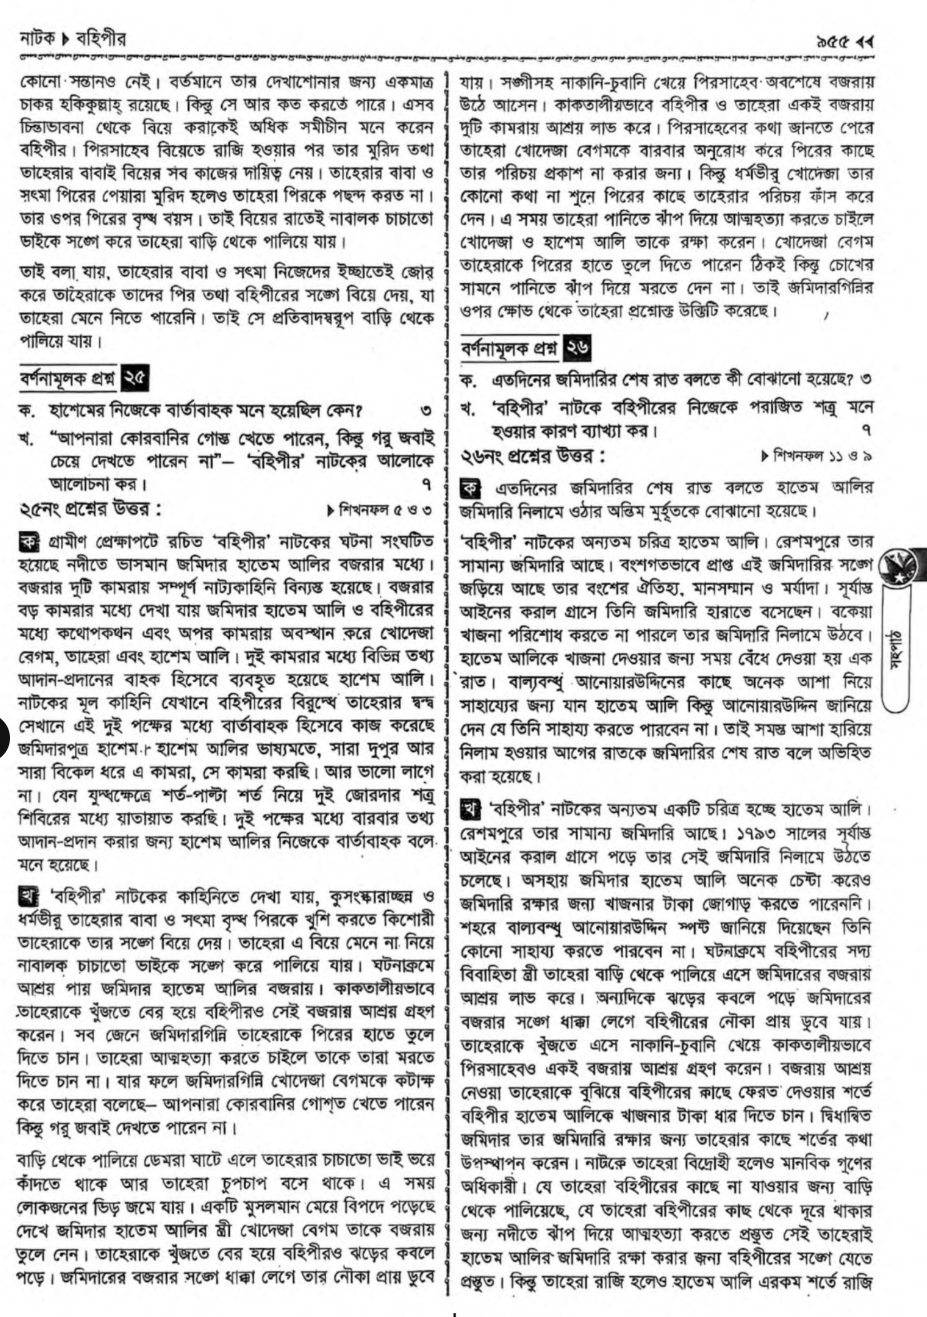 নাটক ▶ বহিপীর
৯৫৫ ◀◀
কোনো সন্তানও নেই। বর্তমানে তার দেখাশোনার জন্য একমাত্র
চাকর হকিকুল্লাহ্ রয়েছে। কিন্তু সে আর কত করতে পারে। এসব
চিন্তাভাবনা থেকে বিয়ে করাকেই অধিক সমীচীন মনে করেন
বহিপীর। পিরসাহেব বিয়েতে রাজি হওয়ার পর তার মুরিদ তথা
তাহেরার বাবাই বিয়ের সব কাজের দায়িত্ব নেয়। তাহেরার বাবা ও
সৎমা পিরের পেয়ারা মুরিদ হলেও তাহেরা পিরকে পছন্দ করত না।
তার ওপর পিরের বৃদ্ধ বয়স। তাই বিয়ের রাতেই নাবালক চাচাতো
ভাইকে সঙ্গে করে তাহেরা বাড়ি থেকে পালিয়ে যায়।
তাই বলা যায়, তাহেরার বাবা ও সৎমা নিজেদের ইচ্ছাতেই জোর
করে তাহেরাকে তাদের পির তথা বহিপীরের সঙ্গে বিয়ে দেয়, যা
তাহেরা মেনে নিতে পারেনি। তাই সে প্রতিবাদস্বরূপ বাড়ি থেকে
পালিয়ে যায়।
বর্ণনামূলক প্রশ্ন ২৫
ক. হাশেমের নিজেকে বার্তাবাহক মনে হয়েছিল কেন? ৩
খ. “আপনারা কোরবানির গোস্ত খেতে পারেন, কিন্তু গরু জবাই
চেয়ে দেখতে পারেন না”– ‘বহিপীর’ নাটকের আলোকে
আলোচনা কর। ৭
২৫নং প্রশ্নের উত্তর : ▶ শিখনফল ৫ ও ৩
ক গ্রামীণ প্রেক্ষাপটে রচিত ‘বহিপীর’ নাটকের ঘটনা সংঘটিত
হয়েছে নদীতে ভাসমান জমিদার হাতেম আলির বজরার মধ্যে।
বজরার দুটি কামরায় সম্পূর্ণ নাট্যকাহিনি বিন্যস্ত হয়েছে। বজরার
বড় কামরার মধ্যে দেখা যায় জমিদার হাতেম আলি ও বহিপীরের
মধ্যে কথোপকথন এবং অপর কামরায় অবস্থান করে খোদেজা
বেগম, তাহেরা এবং হাশেম আলি। দুই কামরার মধ্যে বিভিন্ন তথ্য
আদান-প্রদানের বাহক হিসেবে ব্যবহৃত হয়েছে হাশেম আলি।
নাটকের মূল কাহিনি যেখানে বহিপীরের বিরুদ্ধে তাহেরার দ্বন্দ্ব
সেখানে এই দুই পক্ষের মধ্যে বার্তাবাহক হিসেবে কাজ করেছে
জমিদারপুত্র হাশেম। হাশেম আলির ভাষ্যমতে, সারা দুপুর আর
সারা বিকেল ধরে এ কামরা, সে কামরা করছি। আর ভালো লাগে
না। যেন যুদ্ধক্ষেত্রে শর্ত-পাল্টা শর্ত নিয়ে দুই জোরদার শত্রু
শিবিরের মধ্যে যাতায়াত করছি। দুই পক্ষের মধ্যে বারবার তথ্য
আদান-প্রদান করার জন্য হাশেম আলির নিজেকে বার্তাবাহক বলে
মনে হয়েছে।
খ ‘বহিপীর’ নাটকের কাহিনিতে দেখা যায়, কুসংস্কারাচ্ছন্ন ও
ধর্মভীরু তাহেরার বাবা ও সৎমা বৃদ্ধ পিরকে খুশি করতে কিশোরী
তাহেরাকে তার সঙ্গে বিয়ে দেয়। তাহেরা এ বিয়ে মেনে না নিয়ে
নাবালক চাচাতো ভাইকে সঙ্গে করে পালিয়ে যায়। ঘটনাক্রমে
আশ্রয় পায় জমিদার হাতেম আলির বজরায়। কাকতালীয়ভাবে
তাহেরাকে খুঁজতে বের হয়ে বহিপীরও সেই বজরায় আশ্রয় গ্রহণ
করেন। সব জেনে জমিদারগিন্নি তাহেরাকে পিরের হাতে তুলে
দিতে চান। তাহেরা আত্মহত্যা করতে চাইলে তাকে তারা মরতে
দিতে চান না। যার ফলে জমিদারগিন্নি খোদেজা বেগমকে কটাক্ষ
করে তাহেরা বলেছে– আপনারা কোরবানির গোশ্‌ত খেতে পারেন
কিন্তু গরু জবাই দেখতে পারেন না।
বাড়ি থেকে পালিয়ে ডেমরা ঘাটে এলে তাহেরার চাচাতো ভাই ভয়ে
কাঁদতে থাকে আর তাহেরা চুপচাপ বসে থাকে। এ সময়
লোকজনের ভিড় জমে যায়। একটি মুসলমান মেয়ে বিপদে পড়েছে
দেখে জমিদার হাতেম আলির স্ত্রী খোদেজা বেগম তাকে বজরায়
তুলে নেন। তাহেরাকে খুঁজতে বের হয়ে বহিপীরও ঝড়ের কবলে
পড়ে। জমিদারের বজরার সঙ্গে ধাক্কা লেগে তার নৌকা প্রায় ডুবে
যায়। সঙ্গীসহ নাকানি-চুবানি খেয়ে পিরসাহেব অবশেষে বজরায়
উঠে আসেন। কাকতালীয়ভাবে বহিপীর ও তাহেরা একই বজরায়
দুটি কামরায় আশ্রয় লাভ করে। পিরসাহেবের কথা জানতে পেরে
তাহেরা খোদেজা বেগমকে বারবার অনুরোধ করে পিরের কাছে
তার পরিচয় প্রকাশ না করার জন্য। কিন্তু ধর্মভীরু খোদেজা তার
কোনো কথা না শুনে পিরের কাছে তাহেরার পরিচয় ফাঁস করে
দেন। এ সময় তাহেরা পানিতে ঝাঁপ দিয়ে আত্মহত্যা করতে চাইলে
খোদেজা ও হাশেম আলি তাকে রক্ষা করেন। খোদেজা বেগম
তাহেরাকে পিরের হাতে তুলে দিতে পারেন ঠিকই কিন্তু চোখের
সামনে পানিতে ঝাঁপ দিয়ে মরতে দেন না। তাই জমিদারগিন্নির
ওপর ক্ষোভ থেকে তাহেরা প্রশ্নোক্ত উক্তিটি করেছে।
বর্ণনামূলক প্রশ্ন ২৬
ক. এতদিনের জমিদারির শেষ রাত বলতে কী বোঝানো হয়েছে? ৩
খ. ‘বহিপীর’ নাটকে বহিপীরের নিজেকে পরাজিত শত্রু মনে
হওয়ার কারণ ব্যাখ্যা কর। ৭
২৬নং প্রশ্নের উত্তর : ▶ শিখনফল ১১ ও ৯
ক এতদিনের জমিদারির শেষ রাত বলতে হাতেম আলির
জমিদারি নিলামে ওঠার অন্তিম মুহূর্তকে বোঝানো হয়েছে।
‘বহিপীর’ নাটকের অন্যতম চরিত্র হাতেম আলি। রেশমপুরে তার
সামান্য জমিদারি আছে। বংশগতভাবে প্রাপ্ত এই জমিদারির সঙ্গে
জড়িয়ে আছে তার বংশের ঐতিহ্য, মানসম্মান ও মর্যাদা। সূর্যাস্ত
আইনের করাল গ্রাসে তিনি জমিদারি হারাতে বসেছেন। বকেয়া
খাজনা পরিশোধ করতে না পারলে তার জমিদারি নিলামে উঠবে।
হাতেম আলিকে খাজনা দেওয়ার জন্য সময় বেঁধে দেওয়া হয় এক
রাত। বাল্যবন্ধু আনোয়ারউদ্দিনের কাছে অনেক আশা নিয়ে
সাহায্যের জন্য যান হাতেম আলি কিন্তু আনোয়ারউদ্দিন জানিয়ে
দেন যে তিনি সাহায্য করতে পারবেন না। তাই সমস্ত আশা হারিয়ে
নিলাম হওয়ার আগের রাতকে জমিদারির শেষ রাত বলে অভিহিত
করা হয়েছে।
খ ‘বহিপীর’ নাটকের অন্যতম একটি চরিত্র হচ্ছে হাতেম আলি।
রেশমপুরে তার সামান্য জমিদারি আছে। ১৭৯৩ সালের সূর্যাস্ত
আইনের করাল গ্রাসে পড়ে তার সেই জমিদারি নিলামে উঠতে
চলেছে। অসহায় জমিদার হাতেম আলি অনেক চেষ্টা করেও
জমিদারি রক্ষার জন্য খাজনার টাকা জোগাড় করতে পারেননি।
শহরে বাল্যবন্ধু আনোয়ারউদ্দিন স্পষ্ট জানিয়ে দিয়েছেন তিনি
কোনো সাহায্য করতে পারবেন না। ঘটনাক্রমে বহিপীরের সদ্য
বিবাহিতা স্ত্রী তাহেরা বাড়ি থেকে পালিয়ে এসে জমিদারের বজরায়
আশ্রয় লাভ করে। অন্যদিকে ঝড়ের কবলে পড়ে জমিদারের
বজরার সঙ্গে ধাক্কা লেগে বহিপীরের নৌকা প্রায় ডুবে যায়।
তাহেরাকে খুঁজতে এসে নাকানি-চুবানি খেয়ে কাকতালীয়ভাবে
পিরসাহেবও একই বজরায় আশ্রয় গ্রহণ করেন। বজরায় আশ্রয়
নেওয়া তাহেরাকে বুঝিয়ে বহিপীরের কাছে ফেরত দেওয়ার শর্তে
বহিপীর হাতেম আলিকে খাজনার টাকা ধার দিতে চান। দ্বিধান্বিত
জমিদার তার জমিদারি রক্ষার জন্য তাহেরার কাছে শর্তের কথা
উপস্থাপন করেন। নাটকে তাহেরা বিদ্রোহী হলেও মানবিক গুণের
অধিকারী। যে তাহেরা বহিপীরের কাছে না যাওয়ার জন্য বাড়ি
থেকে পালিয়েছে, যে তাহেরা বহিপীরের কাছ থেকে দূরে থাকার
জন্য নদীতে ঝাঁপ দিয়ে আত্মহত্যা করতে প্রস্তুত সেই তাহেরাই
হাতেম আলির জমিদারি রক্ষা করার জন্য বহিপীরের সঙ্গে যেতে
প্রস্তুত। কিন্তু তাহেরা রাজি হলেও হাতেম আলি এরকম শর্তে রাজি